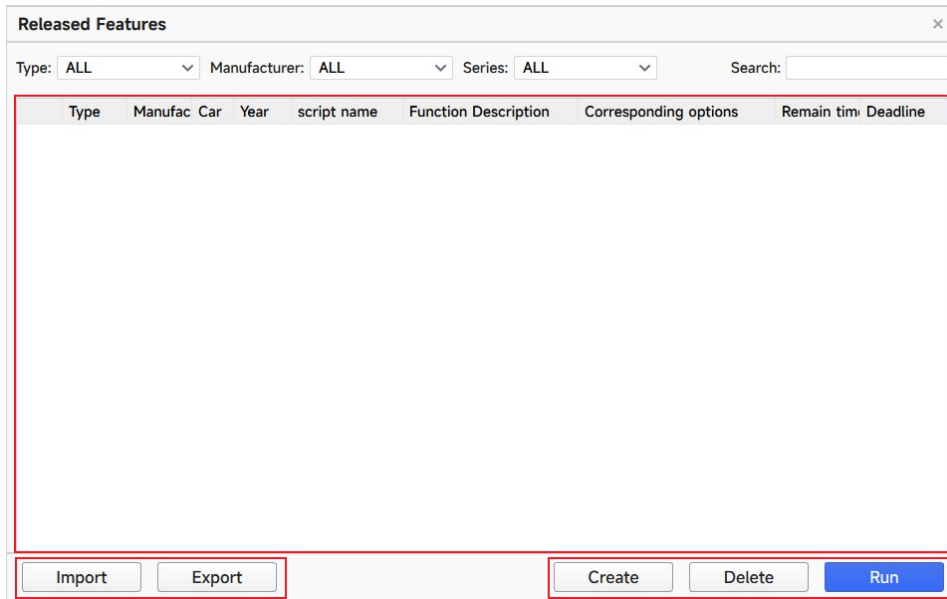 Released Features
Type: ALL Manufacturer: ALL Series: ALL Search:
Type Manufac Car Year script name Function Description Corresponding options Remain tim Deadline
Import Export Create Delete Run